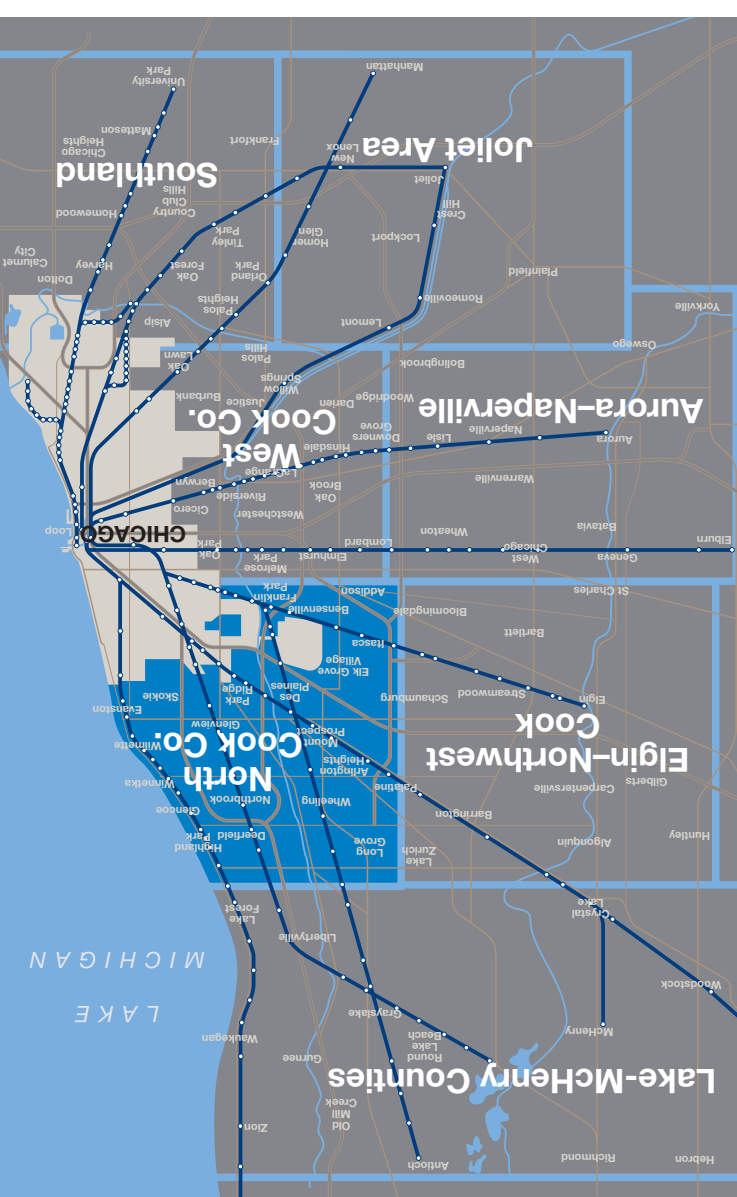 Hebron
Richmond
Antioch
Old
Mill
Creek
Zion
Lake-McHenry Counties
McHenry
Round
Lake
Beach
Gurnee
Waukegan
Woodstock
Grayslake
LAKE
MICHIGAN
Crystal
Lake
Libertyville
Lake
Forest
Huntley
Algonquin
Lake
Zurich
Long
Grove
Highland
Park
Barrington
Deerfield
Glencoe
Gilberts
Carpentersville
Palatine
Wheeling
Northbrook
Winnetka
Elgin–Northwest
Cook
Arlington
Heights
Mount
Prospect
North
Cook Co.
Wilmette
Glenview
Evanston
Elgin
Streamwood
Schaumburg
Des
Plaines
Park
Ridge
Skokie
Elk Grove
Village
Itasca
Bartlett
Bloomingdale
Bensenville
Addison
Franklin
Park
St Charles
Melrose
Park
Elburn
Geneva
West
Chicago
Lombard
Elmhurst
Oak
Park
CHICAGO
Loop
Batavia
Wheaton
Westchester
Cicero
Oak
Brook
Riverside
Berwyn
Warrenville
LaGrange
Aurora
Naperville
Lisle
Downers
Grove
Hinsdale
West
Cook Co.
Aurora–Naperville
Woodridge
Darien
Justice
Burbank
Willow
Springs
Bolingbrook
Oak
Lawn
Oswego
Palos
Hills
Yorkville
Lemont
Alsip
Romeoville
Palos
Heights
Plainfield
Orland
Park
Oak
Forest
Harvey
Dolton
Calumet
City
Lockport
Homer
Glen
Tinley
Park
Crest
Hill
Country
Club
Hills
Homewood
Joliet
Joliet Area
Southland
New
Lenox
Frankfort
Chicago
Heights
Matteson
Manhattan
University
Park